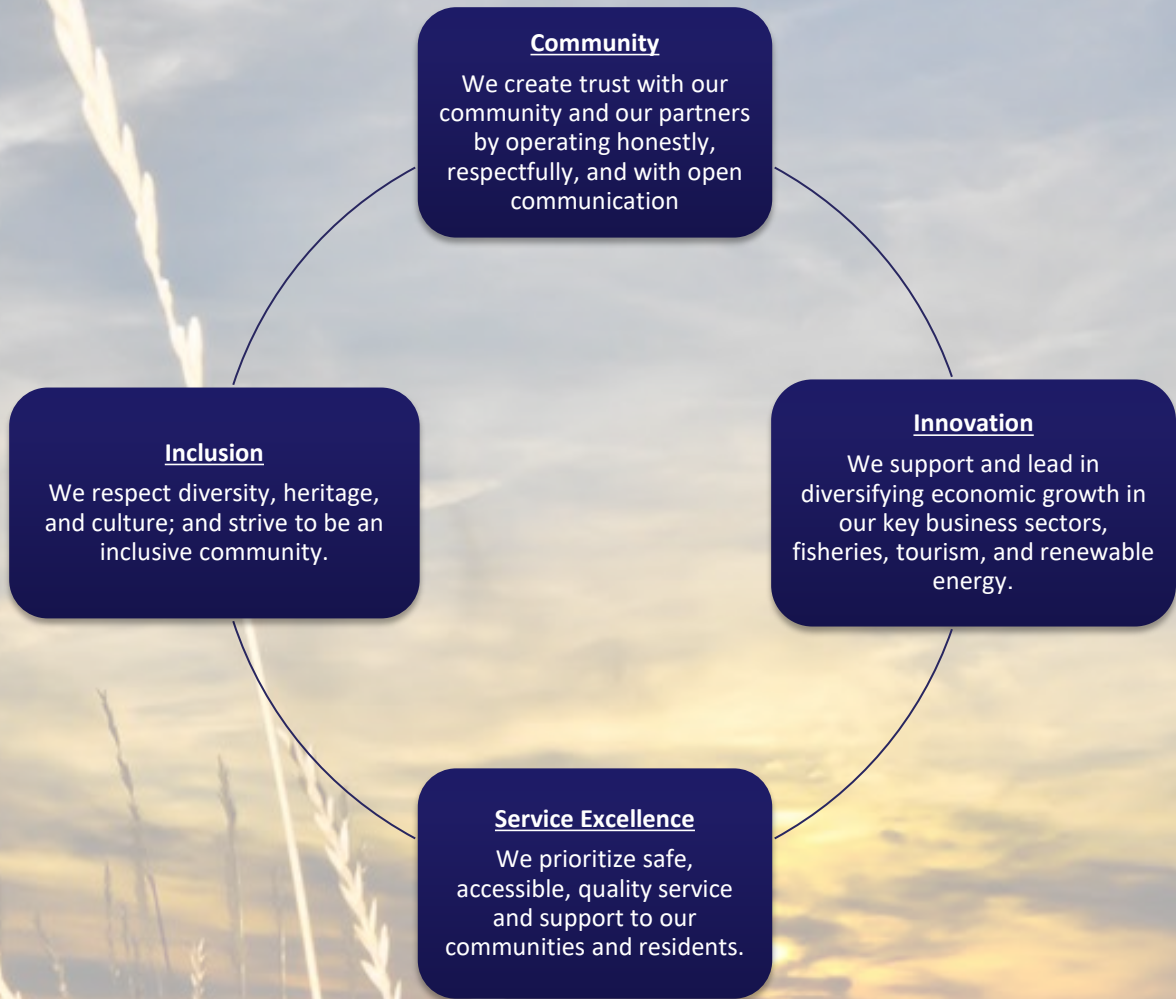 Community
We create trust with our
community and our partners
by operating honestly,
respectfully, and with open
communication
Inclusion
We respect diversity, heritage,
and culture; and strive to be an
inclusive community.
Innovation
We support and lead in
diversifying economic growth in
our key business sectors,
fisheries, tourism, and renewable
energy.
Service Excellence
We prioritize safe,
accessible, quality service
and support to our
communities and residents.